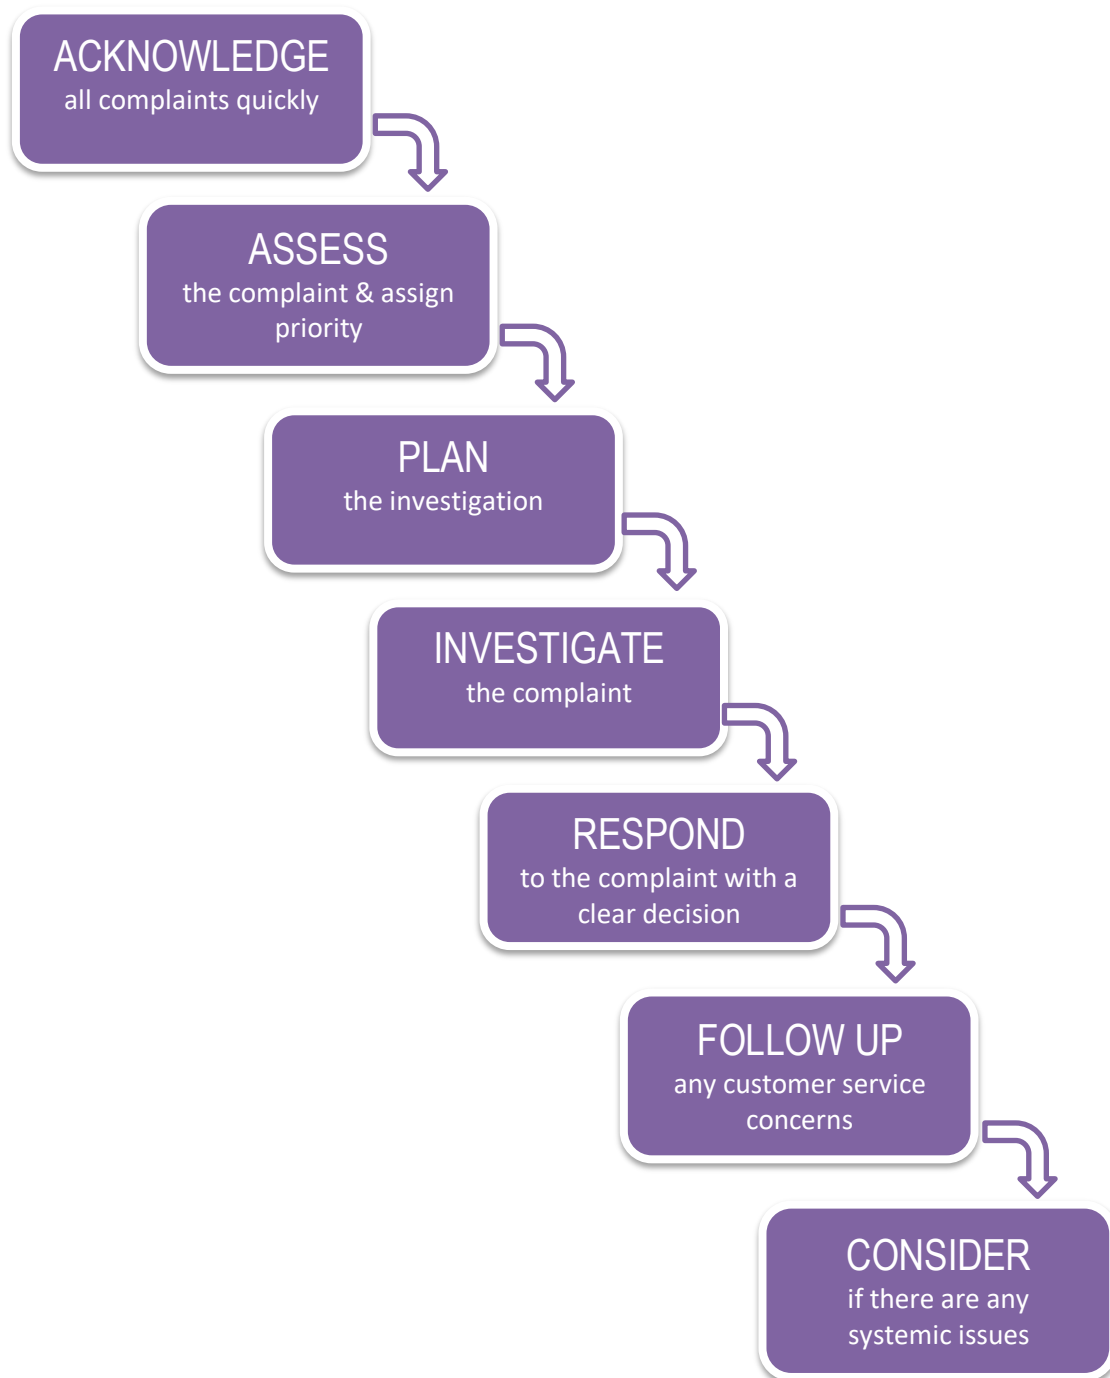 ACKNOWLEDGE
all complaints quickly
ASSESS
the complaint & assign
priority
PLAN
the investigation
INVESTIGATE
the complaint
RESPOND
to the complaint with a
clear decision
FOLLOW UP
any customer service
concerns
CONSIDER
if there are any
systemic issues